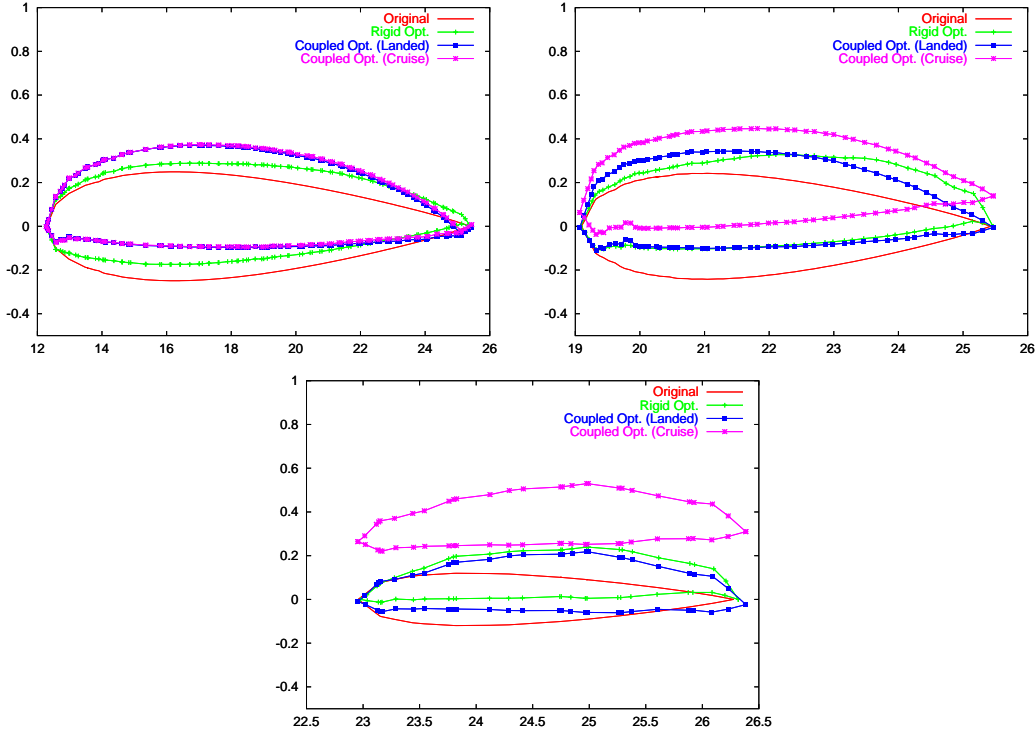 Original
Rigid Opt.
Coupled Opt. (Landed)
Coupled Opt. (Cruise)
1
0.8
0.6
0.4
0.2
0
-0.2
-0.4
12 14 16 18 20 22 24 26
Original
Rigid Opt.
Coupled Opt. (Landed)
Coupled Opt. (Cruise)
1
0.8
0.6
0.4
0.2
0
-0.2
-0.4
19 20 21 22 23 24 25 26
Original
Rigid Opt.
Coupled Opt. (Landed)
Coupled Opt. (Cruise)
1
0.8
0.6
0.4
0.2
0
-0.2
-0.4
22.5 23 23.5 24 24.5 25 25.5 26 26.5